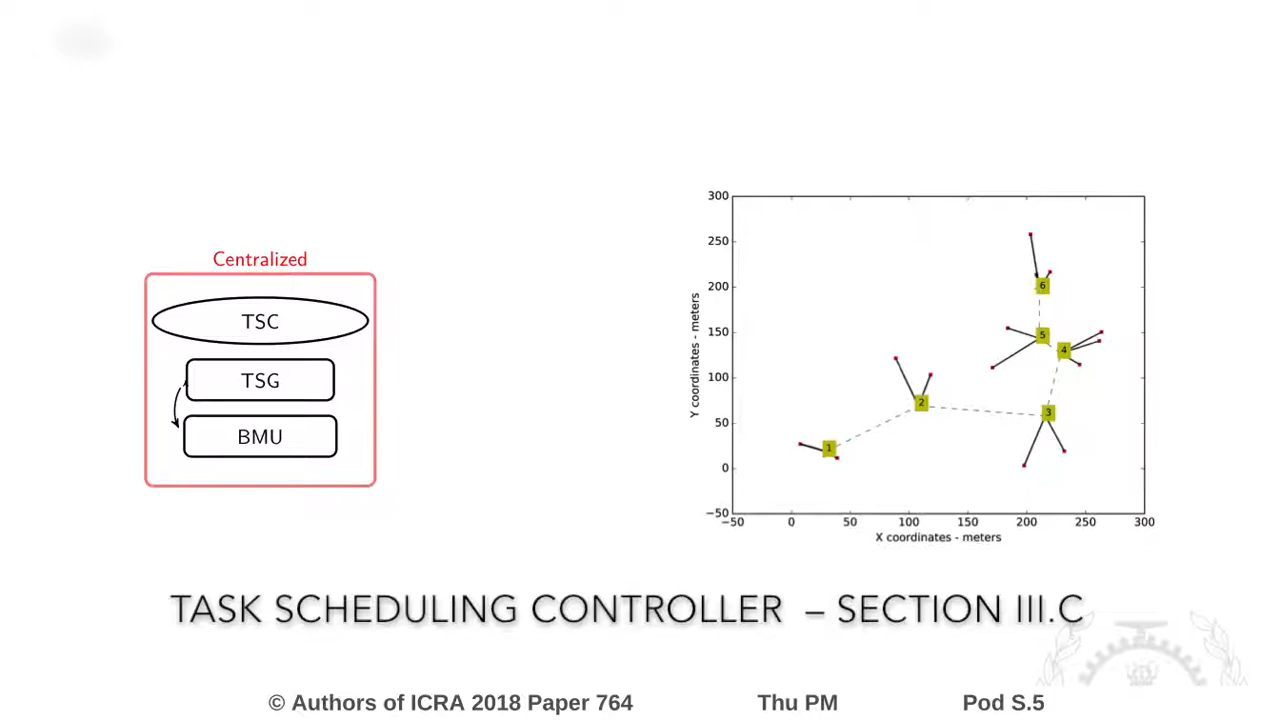 Centralized
TSC
TSG
BMU
300
250
200
150
100
50
0
−50
Y coordinates - meters
−50 0 50 100 150 200 250 300
X coordinates - meters
6
5
4
3
2
1
TASK SCHEDULING CONTROLLER – SECTION III.C
© Authors of ICRA 2018 Paper 764 Thu PM Pod S.5